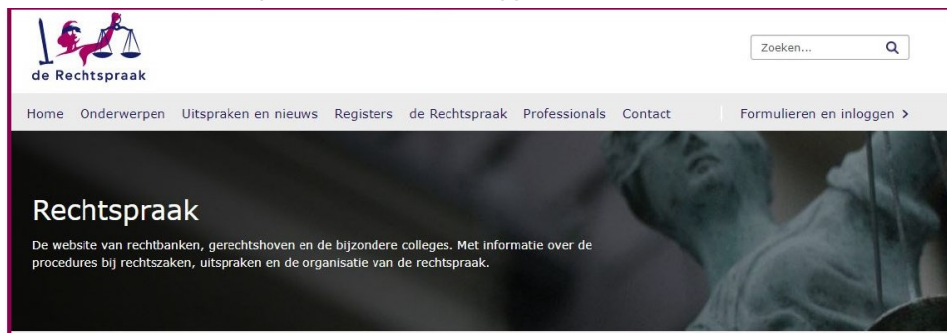 de Rechtspraak
Zoeken...
Home Onderwerpen Uitspraken en nieuws Registers de Rechtspraak Professionals Contact Formulieren en inloggen >
Rechtspraak
De website van rechtbanken, gerechtshoven en de bijzondere colleges. Met informatie over de
procedures bij rechtszaken, uitspraken en de organisatie van de rechtspraak.